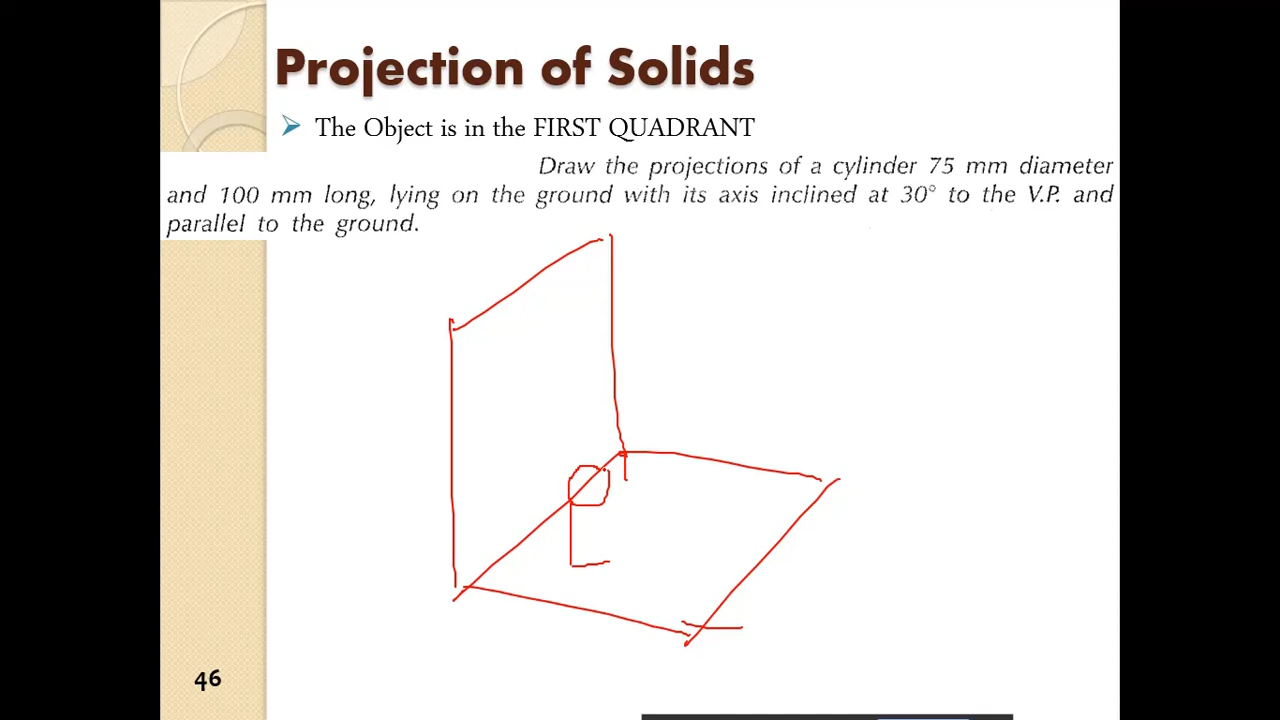 Projection of Solids
The Object is in the FIRST QUADRANT
Draw the projections of a cylinder 75 mm diameter
and 100 mm long, lying on the ground with its axis inclined at 30° to the V.P. and
parallel to the ground.
46